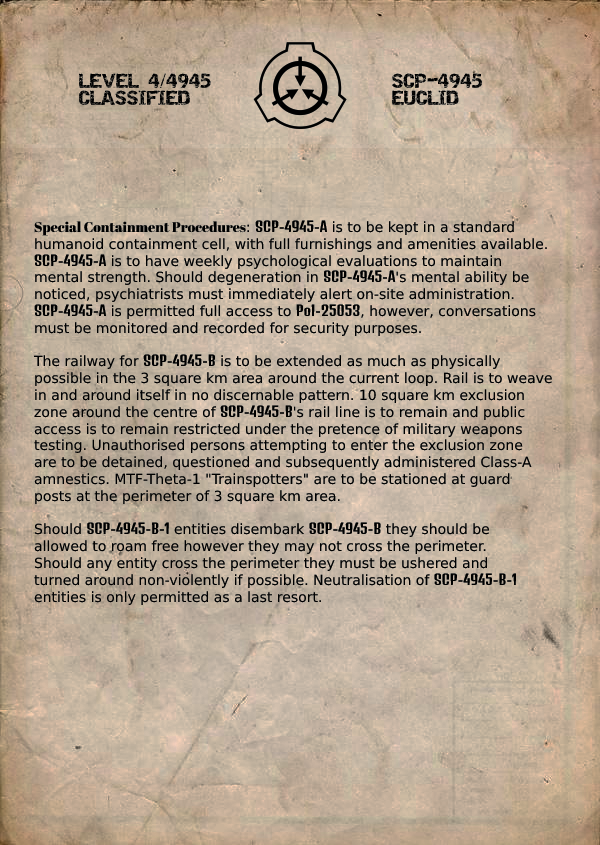 LEVEL 4/4945
CLASSIFIED
SCP-4945
EUCLID
Special Containment Procedures: SCP-4945-A is to be kept in a standard
humanoid containment cell, with full furnishings and amenities available.
SCP-4945-A is to have weekly psychological evaluations to maintain
mental strength. Should degeneration in SCP-4945-A's mental ability be
noticed, psychiatrists must immediately alert on-site administration.
SCP-4945-A is permitted full access to PoI-25053, however, conversations
must be monitored and recorded for security purposes.
The railway for SCP-4945-B is to be extended as much as physically
possible in the 3 square km area around the current loop. Rail is to weave
in and around itself in no discernable pattern. 10 square km exclusion
zone around the centre of SCP-4945-B's rail line is to remain and public
access is to remain restricted under the pretence of military weapons
testing. Unauthorised persons attempting to enter the exclusion zone
are to be detained, questioned and subsequently administered Class-A
amnestics. MTF-Theta-1 "Trainspotters" are to be stationed at guard
posts at the perimeter of 3 square km area.
Should SCP-4945-B-1 entities disembark SCP-4945-B they should be
allowed to roam free however they may not cross the perimeter.
Should any entity cross the perimeter they must be ushered and
turned around non-violently if possible. Neutralisation of SCP-4945-B-1
entities is only permitted as a last resort.